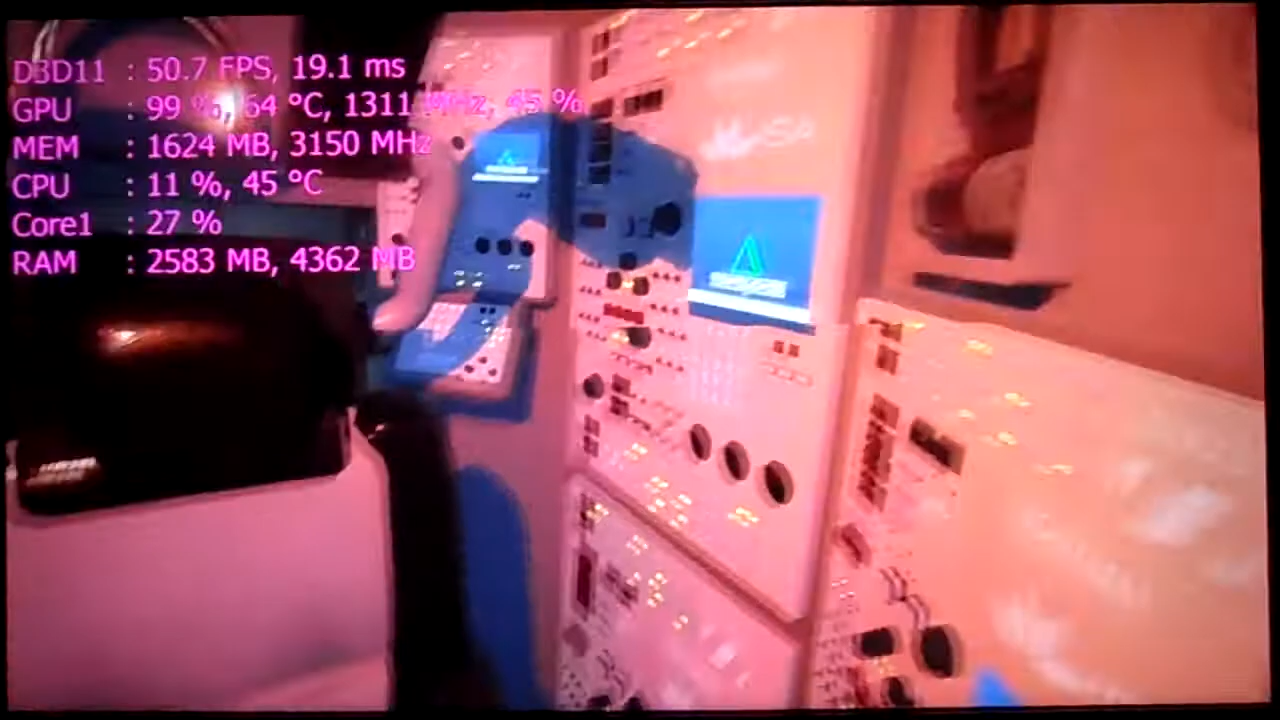 D3D11 : 50.7 FPS, 19.1 ms
GPU : 99 %, 64 °C, 1311 MHz, 45 %
MEM : 1624 MB, 3150 MHz
CPU : 11 %, 45 °C
Core1 : 27 %
RAM : 2583 MB, 4362 MB